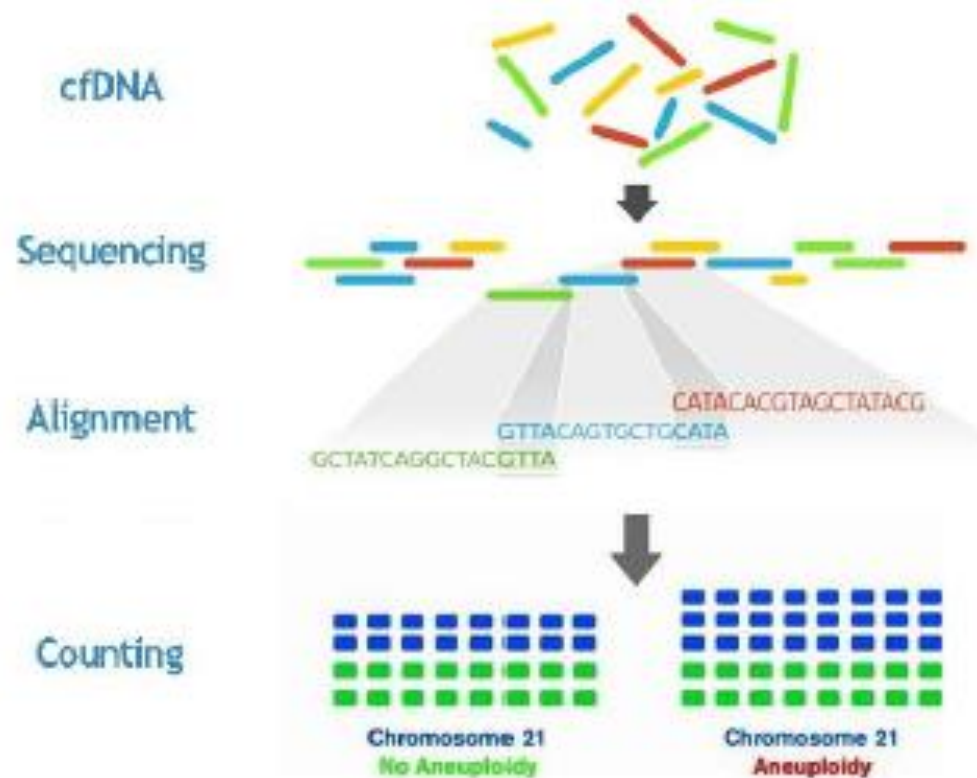 cfDNA
Sequencing
Alignment
CATACACGTAGCTATACG
GTTACAGTGCTGCATA
GCTATCAGGCTACGTTA
Counting
Chromosome 21
No Aneuploidy
Chromosome 21
Aneuploidy